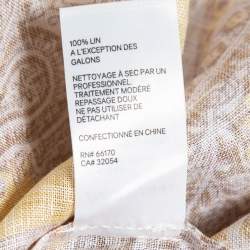 100% LIN
A L'EXCEPTION DES
GALONS
NETTOYAGE À SEC PAR UN
PROFESSIONNEL
TRAITEMENT MODÉRÉ
REPASSAGE DOUX
NE PAS UTILISER DE
DÉTACHANT
CONFECTIONNÉ EN CHINE
RN# 66170
CA# 32054